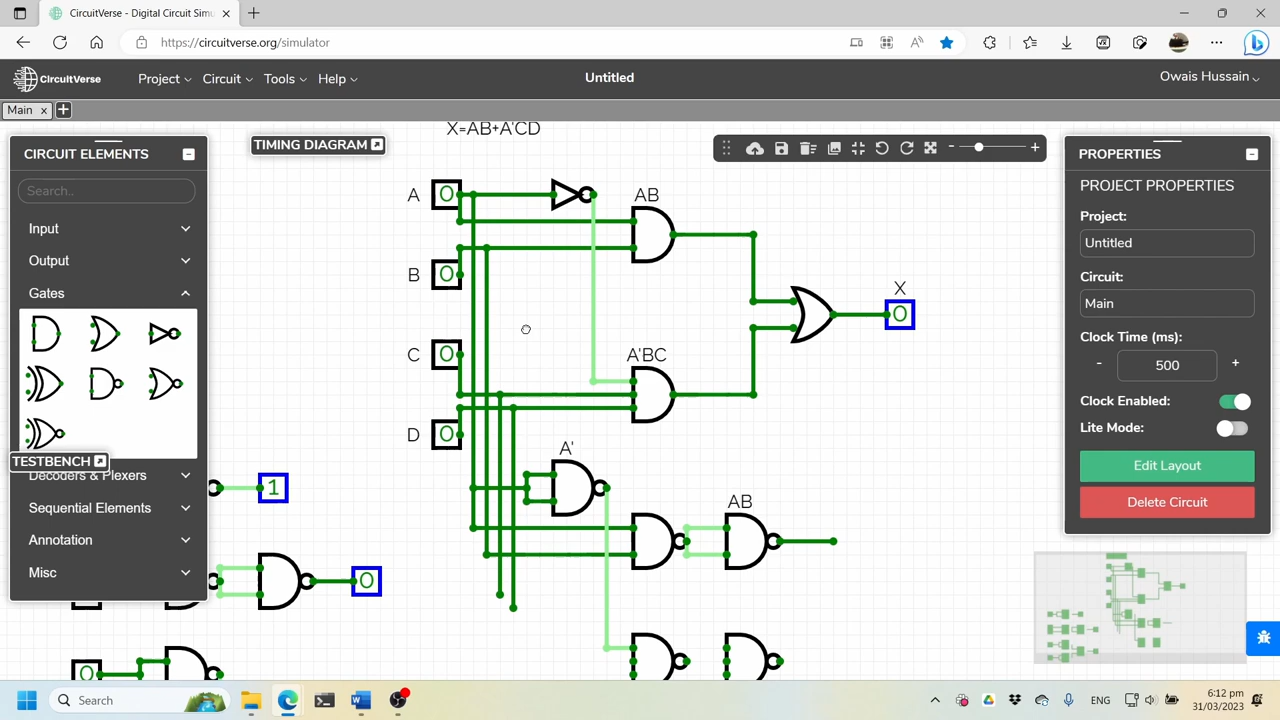 CircuitVerse - Digital Circuit Simu
https://circuitverse.org/simulator
CircuitVerse
Project
Circuit
Tools
Help
Untitled
Owais Hussain
Main x +
X=AB+A'CD
TIMING DIAGRAM
CIRCUIT ELEMENTS
Search..
Input
Output
Gates
TESTBENCH
Decoders & Plexers
Sequential Elements
Annotation
Misc
A 0
B 0
C 0
D 0
AB
A'BC
X
0
A'
AB
1
0
0
PROPERTIES
PROJECT PROPERTIES
Project:
Untitled
Circuit:
Main
Clock Time (ms):
- 500 +
Clock Enabled:
Lite Mode:
Edit Layout
Delete Circuit
Search
ENG
6:12 pm
31/03/2023